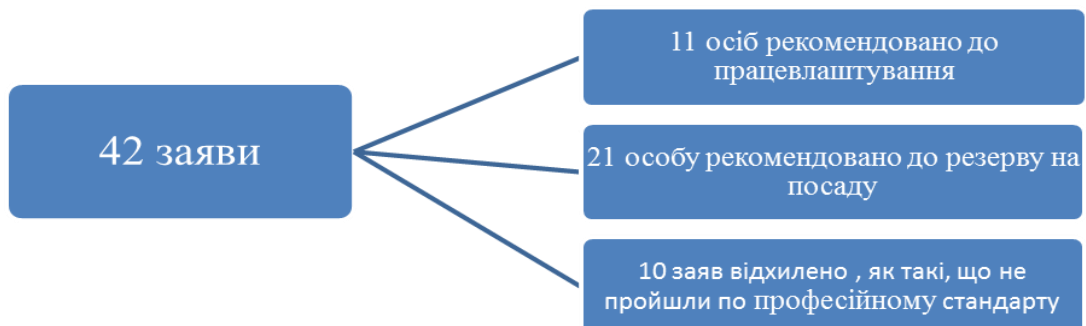 42 заяви
11 осіб рекомендовано до
працевлаштування
21 особу рекомендовано до резерву на
посаду
10 заяв відхилено , як такі, що не
пройшли по професійному стандарту